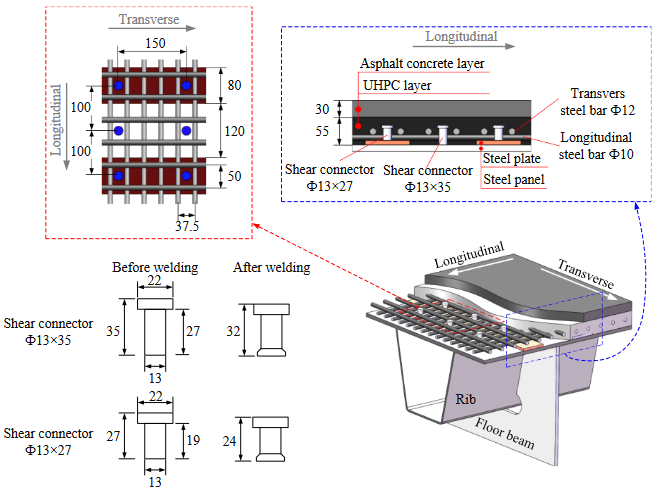 Transverse
150
Longitudinal
100
100
80
120
50
37.5
Longitudinal
Asphalt concrete layer
UHPC layer
30
55
Transvers
steel bar Φ12
Longitudinal
steel bar Φ10
Shear connector
Φ13×27
Shear connector
Φ13×35
Steel plate
Steel panel
Before welding
After welding
22
Shear connector
Φ13×35
35
27
13
32
22
Shear connector
Φ13×27
27
19
13
24
Longitudinal
Transverse
Rib
Floor beam